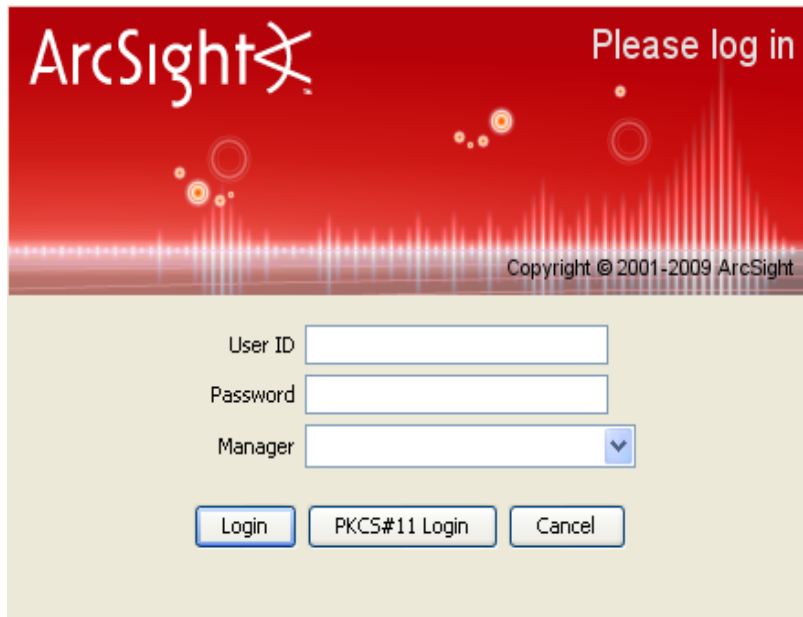 ArcSight
Please log in
Copyright © 2001-2009 ArcSight
User ID
Password
Manager
Login PKCS#11 Login Cancel